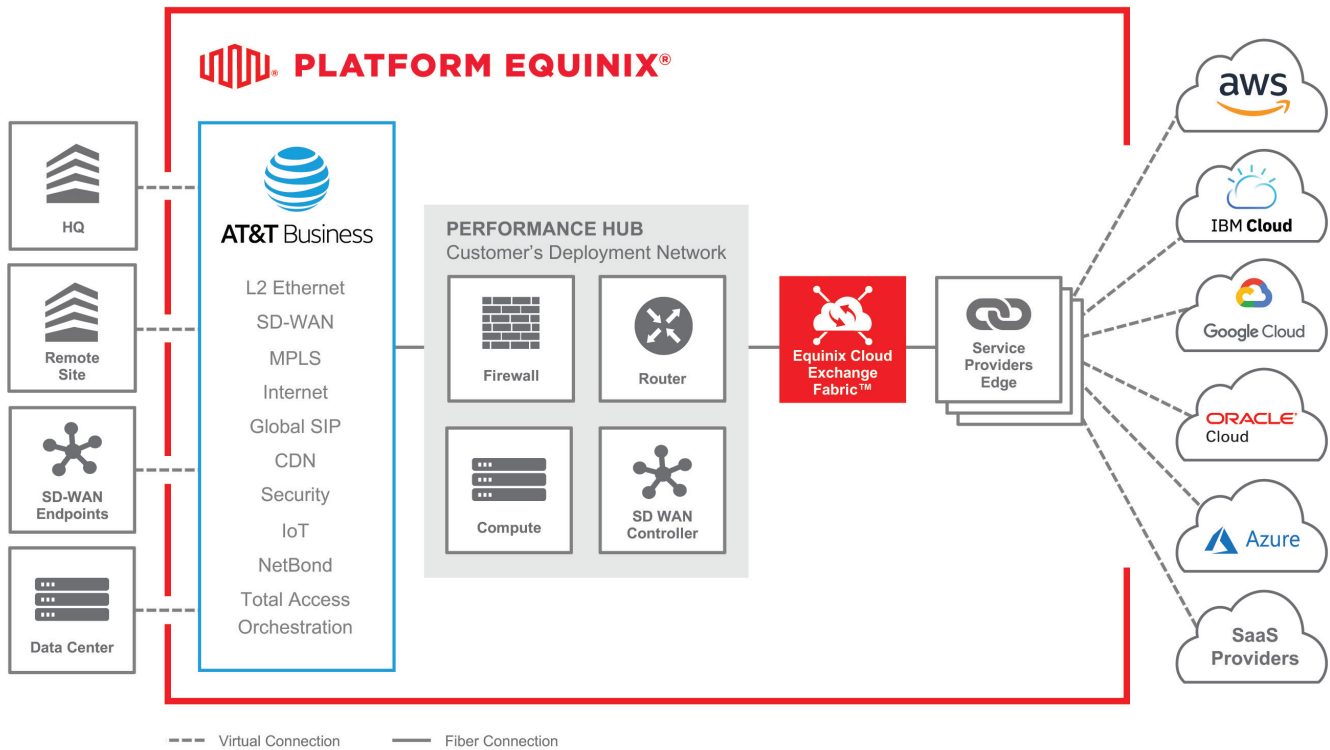 PLATFORM EQUINIX®
HQ
Remote
Site
SD-WAN
Endpoints
Data Center
AT&T Business
L2 Ethernet
SD-WAN
MPLS
Internet
Global SIP
CDN
Security
IoT
NetBond
Total Access
Orchestration
PERFORMANCE HUB
Customer's Deployment Network
Firewall
Router
Compute
SD WAN
Controller
Equinix Cloud
Exchange
Fabric™
Service
Providers
Edge
aws
IBM Cloud
Google Cloud
ORACLE®
Cloud
Azure
SaaS
Providers
Virtual Connection
Fiber Connection